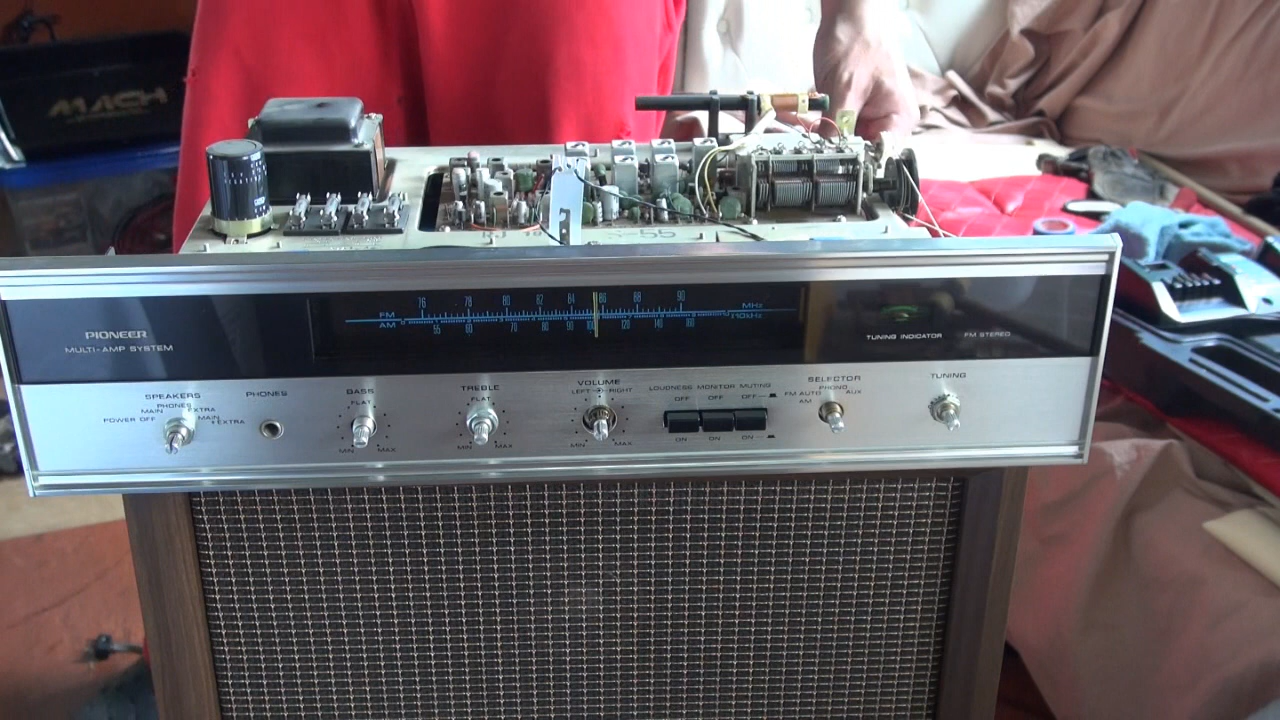 MACH
55
PIONEER
MULTI-AMP SYSTEM
FM
76 78 80 82 84 86 88 90
MHz
AM
55 60 70 80 90 100 120 140 160
x10kHz
TUNING INDICATOR
FM STEREO
SPEAKERS
PHONES
MAIN
EXTRA
POWER OFF
MAIN
+EXTRA
PHONES
BASS
FLAT
MIN
MAX
TREBLE
FLAT
MIN
MAX
VOLUME
LEFT
RIGHT
MIN
MAX
LOUDNESS
MONITOR
MUTING
OFF
OFF
OFF
ON
ON
ON
SELECTOR
PHONO
FM AUTO
AUX
AM
TUNING